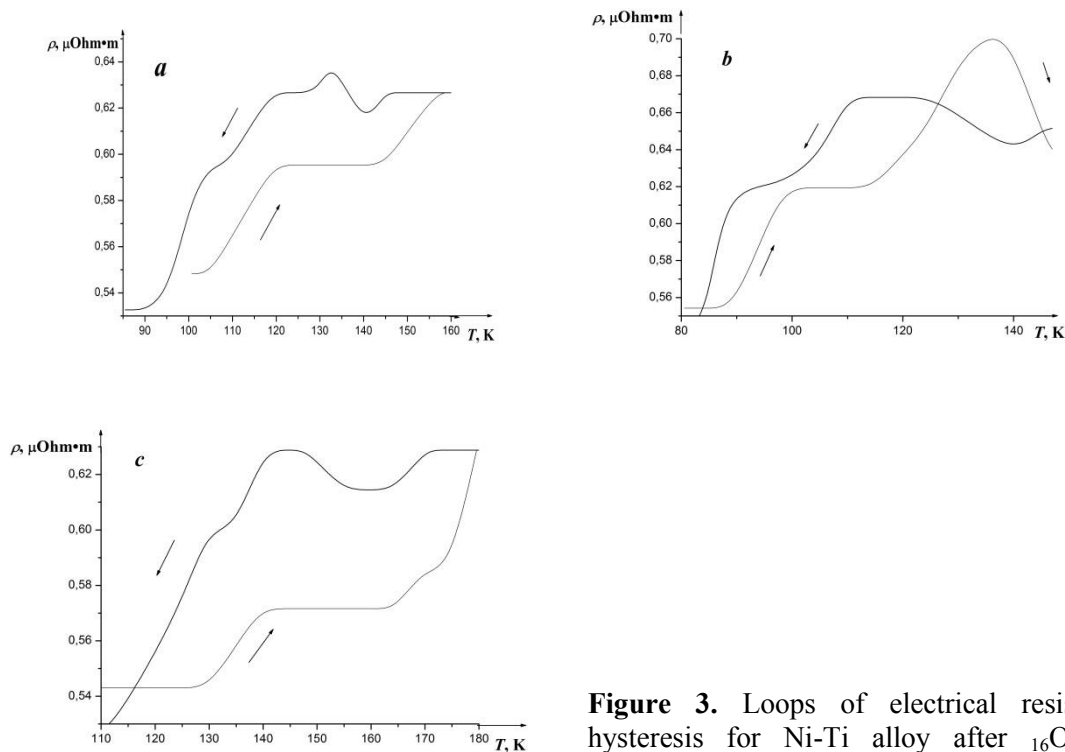 ρ, μOhm•m
a
0,64
0,62
0,60
0,58
0,56
0,54
90 100 110 120 130 140 150 160
T, K
ρ, μOhm•m
b
0,70
0,68
0,66
0,64
0,62
0,60
0,58
0,56
80 100 120 140
T, K
ρ, μOhm•m
c
0,62
0,60
0,58
0,56
0,54
110 120 130 140 150 160 170 180
T, K
Figure 3. Loops of electrical resis
hysteresis for Ni-Ti alloy after ₁₆O